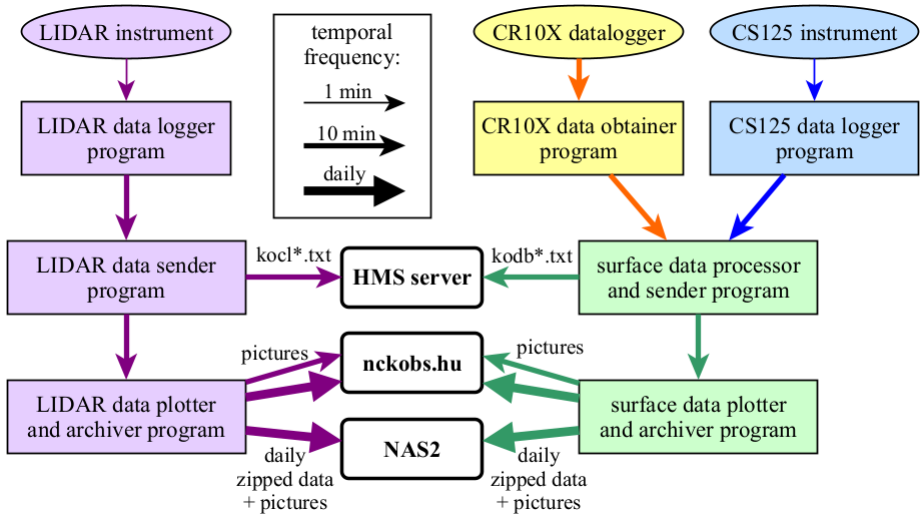 LIDAR instrument
temporal
frequency:
1 min
10 min
daily
CR10X datalogger
CS125 instrument
LIDAR data logger
program
CR10X data obtainer
program
CS125 data logger
program
LIDAR data sender
program
kocl*.txt
HMS server
kodb*.txt
surface data processor
and sender program
pictures
nckobs.hu
pictures
LIDAR data plotter
and archiver program
NAS2
surface data plotter
and archiver program
daily
zipped data
+ pictures
daily
zipped data
+ pictures